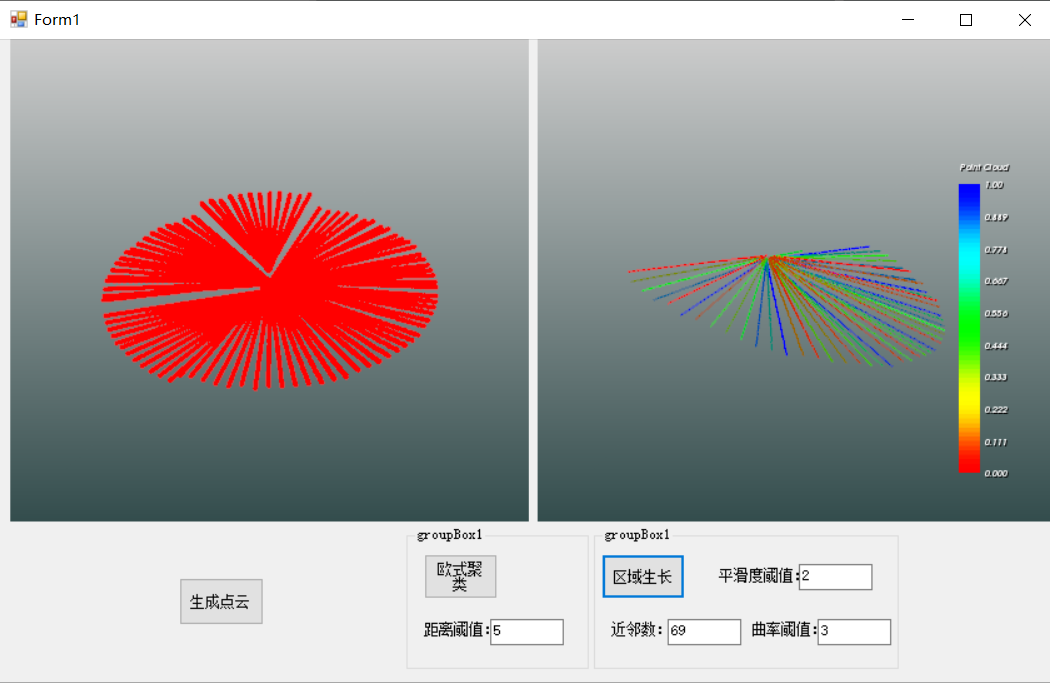 Form1
Point Cloud
1.00
0.889
0.773
0.667
0.556
0.444
0.333
0.222
0.111
0.000
groupBox1
欧式聚
类
距离阈值:5
groupBox1
区域生长
平滑度阈值:2
近邻数: 69
曲率阈值:3
生成点云